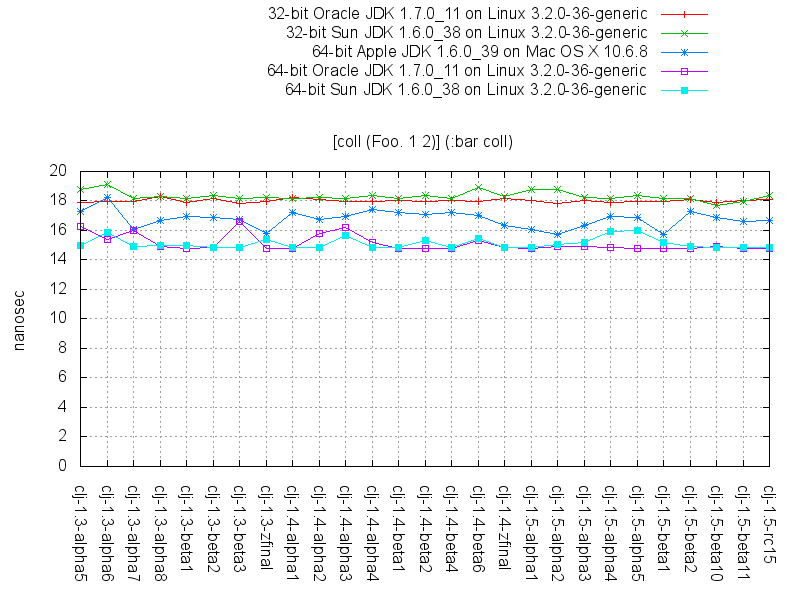 32-bit Oracle JDK 1.7.0_11 on Linux 3.2.0-36-generic
32-bit Sun JDK 1.6.0_38 on Linux 3.2.0-36-generic
64-bit Apple JDK 1.6.0_39 on Mac OS X 10.6.8
64-bit Oracle JDK 1.7.0_11 on Linux 3.2.0-36-generic
64-bit Sun JDK 1.6.0_38 on Linux 3.2.0-36-generic
[coll (Foo. 1 2)] (:bar coll)
nanosec
20
18
16
14
12
10
8
6
4
2
0
clj-1.3-alpha5
clj-1.3-alpha6
clj-1.3-alpha7
clj-1.3-alpha8
clj-1.3-beta1
clj-1.3-beta2
clj-1.3-beta3
clj-1.3-zfinal
clj-1.4-alpha1
clj-1.4-alpha2
clj-1.4-alpha3
clj-1.4-alpha4
clj-1.4-beta1
clj-1.4-beta2
clj-1.4-beta4
clj-1.4-beta6
clj-1.4-zfinal
clj-1.5-alpha1
clj-1.5-alpha2
clj-1.5-alpha3
clj-1.5-alpha4
clj-1.5-alpha5
clj-1.5-beta1
clj-1.5-beta2
clj-1.5-beta10
clj-1.5-beta11
clj-1.5-rc15